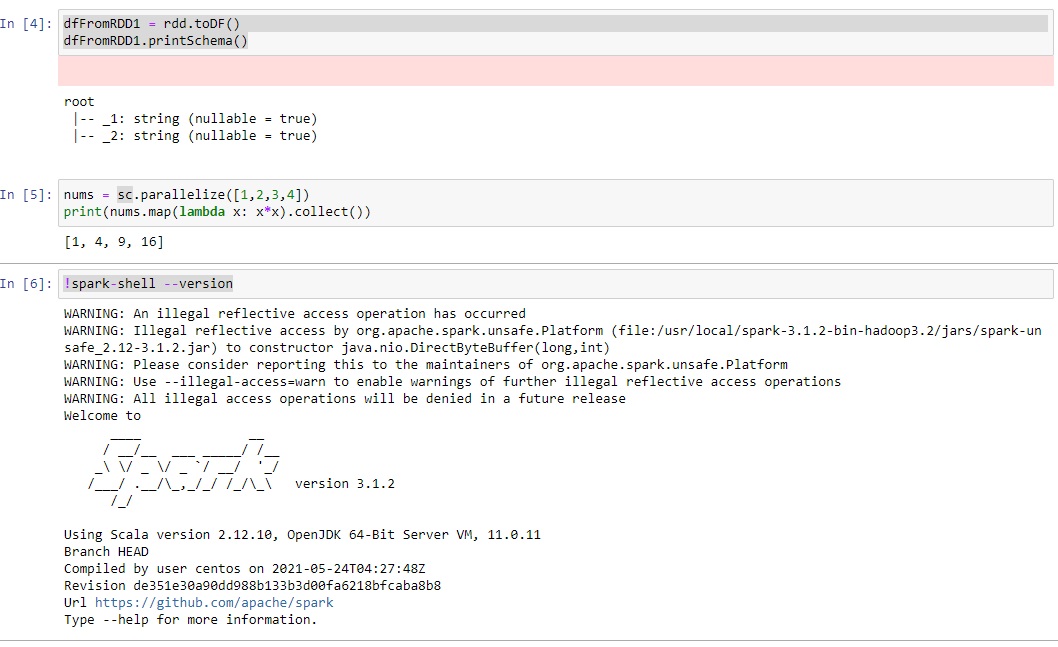 In [4]: dfFromRDD1 = rdd.toDF()
dfFromRDD1.printSchema()
root
|-- _1: string (nullable = true)
|-- _2: string (nullable = true)
In [5]: nums = sc.parallelize([1,2,3,4])
print(nums.map(lambda x: x*x).collect())
[1, 4, 9, 16]
In [6]: !spark-shell --version
WARNING: An illegal reflective access operation has occurred
WARNING: Illegal reflective access by org.apache.spark.unsafe.Platform (file:/usr/local/spark-3.1.2-bin-hadoop3.2/jars/spark-un
safe_2.12-3.1.2.jar) to constructor java.nio.DirectByteBuffer(long,int)
WARNING: Please consider reporting this to the maintainers of org.apache.spark.unsafe.Platform
WARNING: Use --illegal-access=warn to enable warnings of further illegal reflective access operations
WARNING: All illegal access operations will be denied in a future release
Welcome to
      ____              __
     / __/__  ___ _____/ /__
    _\ \/ _ \/ _ `/ __/  '_/
   /___/ .__/\_,_/_/ /_/\_\   version 3.1.2
      /_/
Using Scala version 2.12.10, OpenJDK 64-Bit Server VM, 11.0.11
Branch HEAD
Compiled by user centos on 2021-05-24T04:27:48Z
Revision de351e30a90dd988b133b3d00fa6218bfcaba8b8
Url https://github.com/apache/spark
Type --help for more information.